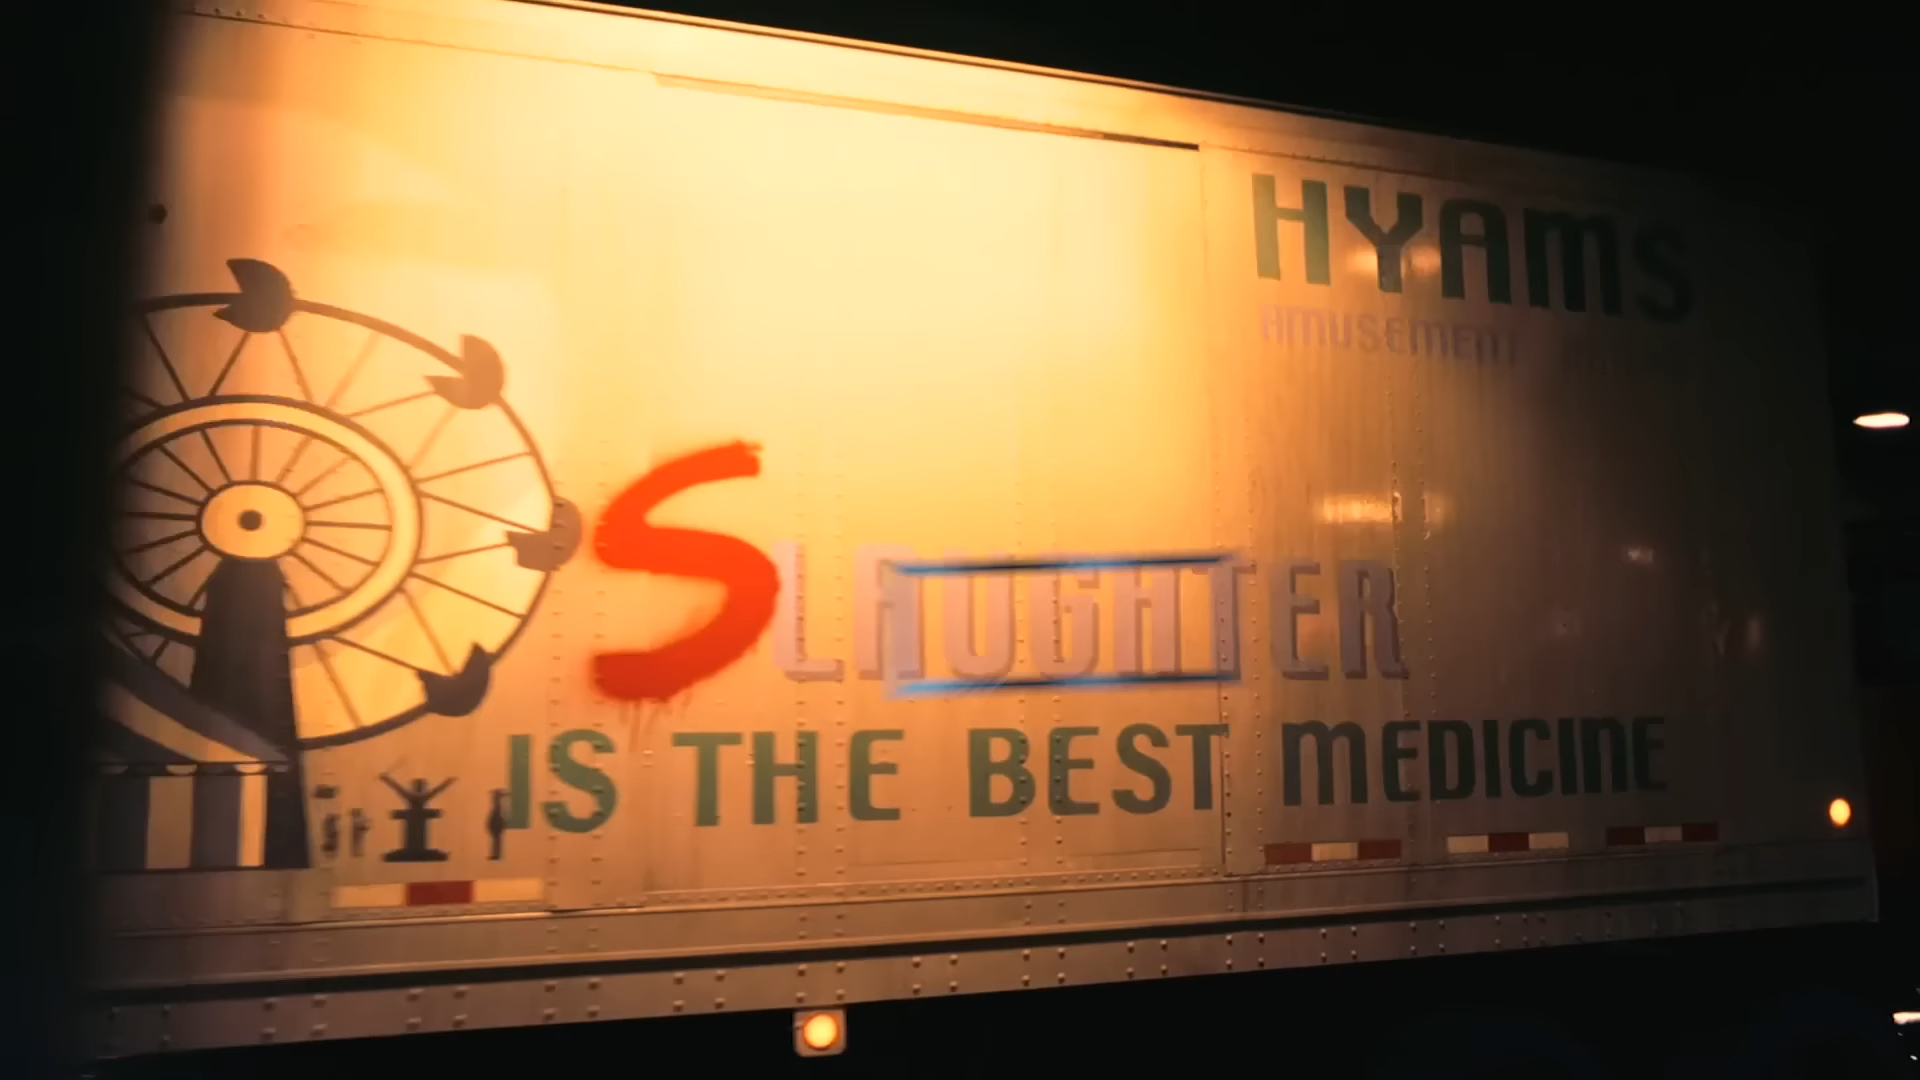 HYAMS
AMUSEMENT
SLAUGHTER
IS THE BEST MEDICINE